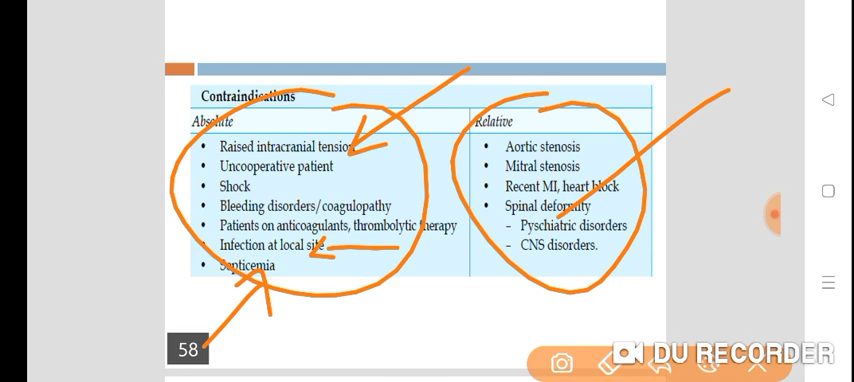 Contraindications
Absolute
Raised intracranial tension
Uncooperative patient
Shock
Bleeding disorders/coagulopathy
Patients on anticoagulants, thrombolytic therapy
Infection at local site
Septicemia
Relative
Aortic stenosis
Mitral stenosis
Recent MI, heart block
Spinal deformity
– Pyschiatric disorders
– CNS disorders.
58
DU RECORDER